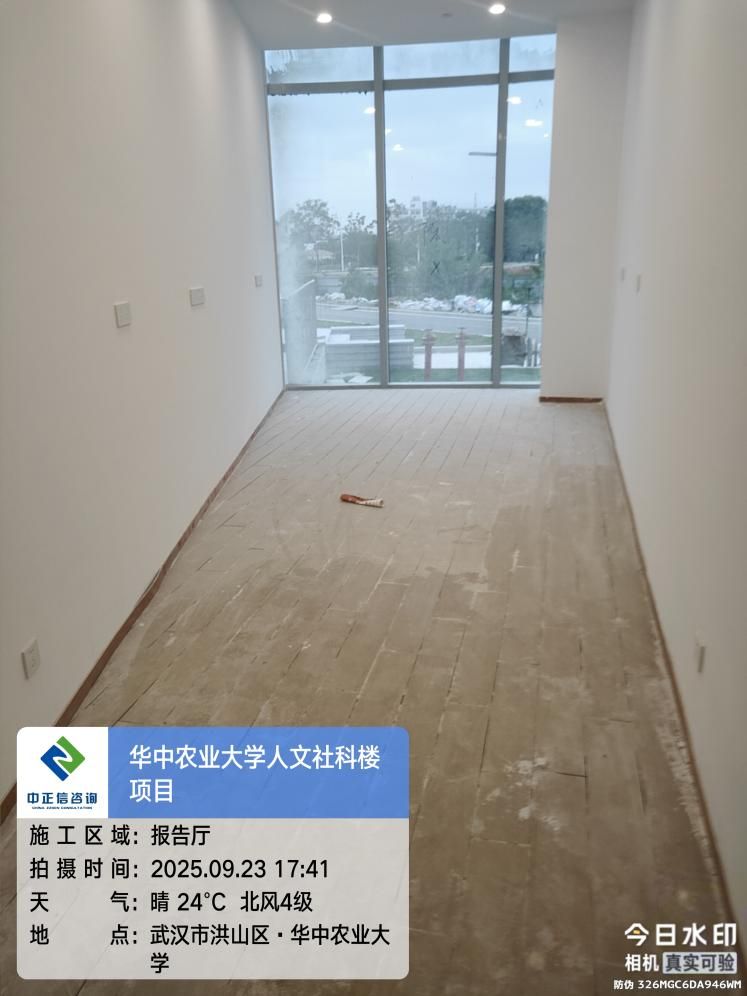 华中农业大学人文社科楼
项目
中正信咨询
施工区域：报告厅
拍摄时间：2025.09.23 17:41
天气：晴 24℃ 北风4级
地点：武汉市洪山区·华中农业大
学
今日水印
相机 真实可验
防伪 326MGC6DA946WM